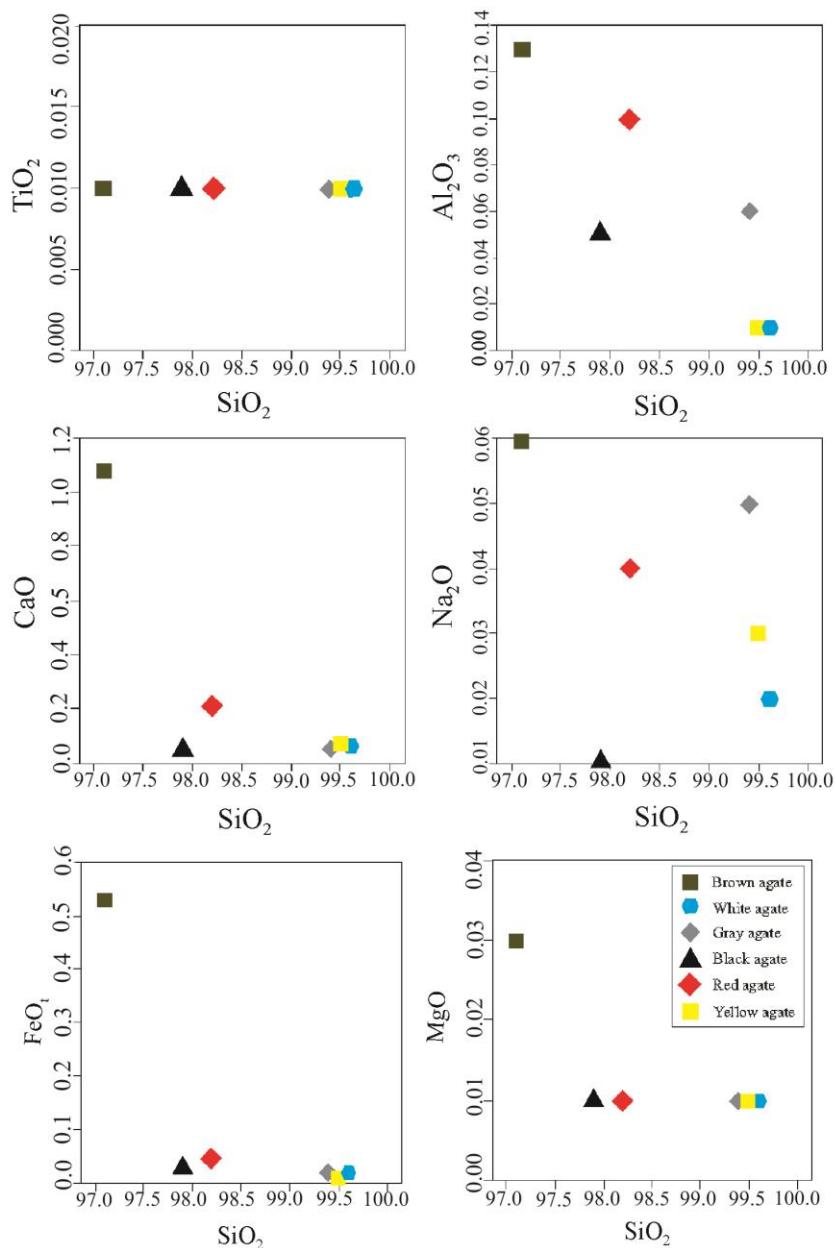 0.020
0.015
0.010
0.005
0.000
TiO2
97.0 97.5 98.0 98.5 99.0 99.5 100.0
SiO2
0.14
0.12
0.10
0.08
0.06
0.04
0.02
0.00
Al2O3
97.0 97.5 98.0 98.5 99.0 99.5 100.0
SiO2
1.2
1.0
0.8
0.6
0.4
0.2
0.0
CaO
97.0 97.5 98.0 98.5 99.0 99.5 100.0
SiO2
0.06
0.05
0.04
0.03
0.02
0.01
Na2O
97.0 97.5 98.0 98.5 99.0 99.5 100.0
SiO2
0.6
0.5
0.4
0.3
0.2
0.1
0.0
FeOt
97.0 97.5 98.0 98.5 99.0 99.5 100.0
SiO2
0.04
0.03
0.02
0.01
0.00
MgO
Brown agate
White agate
Gray agate
Black agate
Red agate
Yellow agate
97.0 97.5 98.0 98.5 99.0 99.5 100.0
SiO2